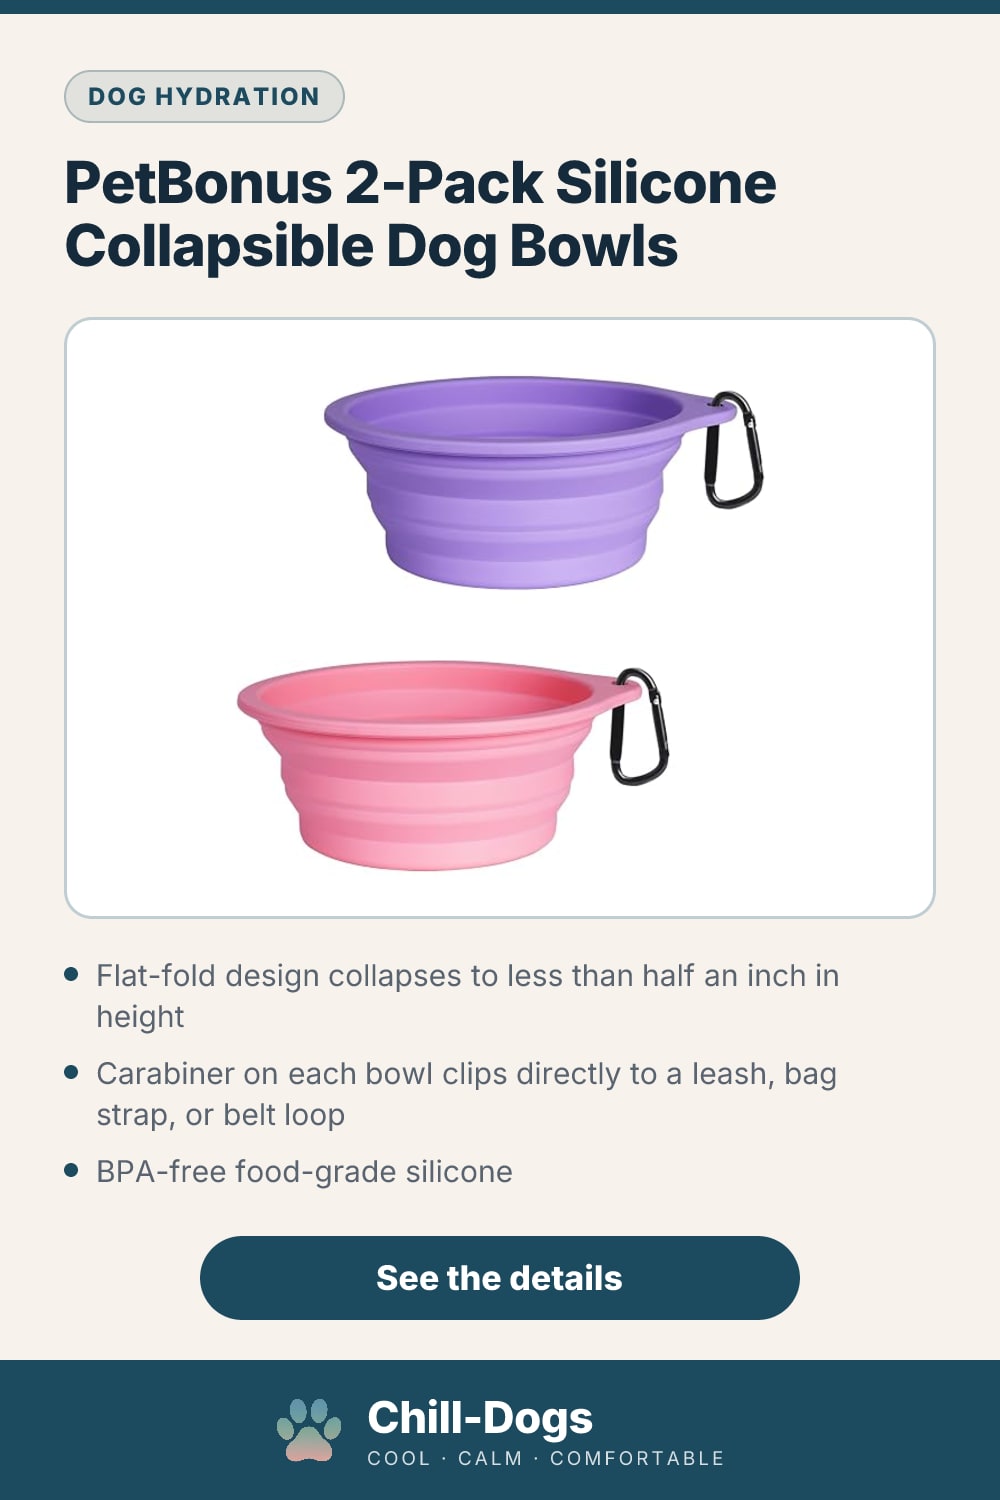 DOG HYDRATION
PetBonus 2-Pack Silicone
Collapsible Dog Bowls
Flat-fold design collapses to less than half an inch in
height
Carabiner on each bowl clips directly to a leash, bag
strap, or belt loop
BPA-free food-grade silicone
See the details
Chill-Dogs
COOL · CALM · COMFORTABLE